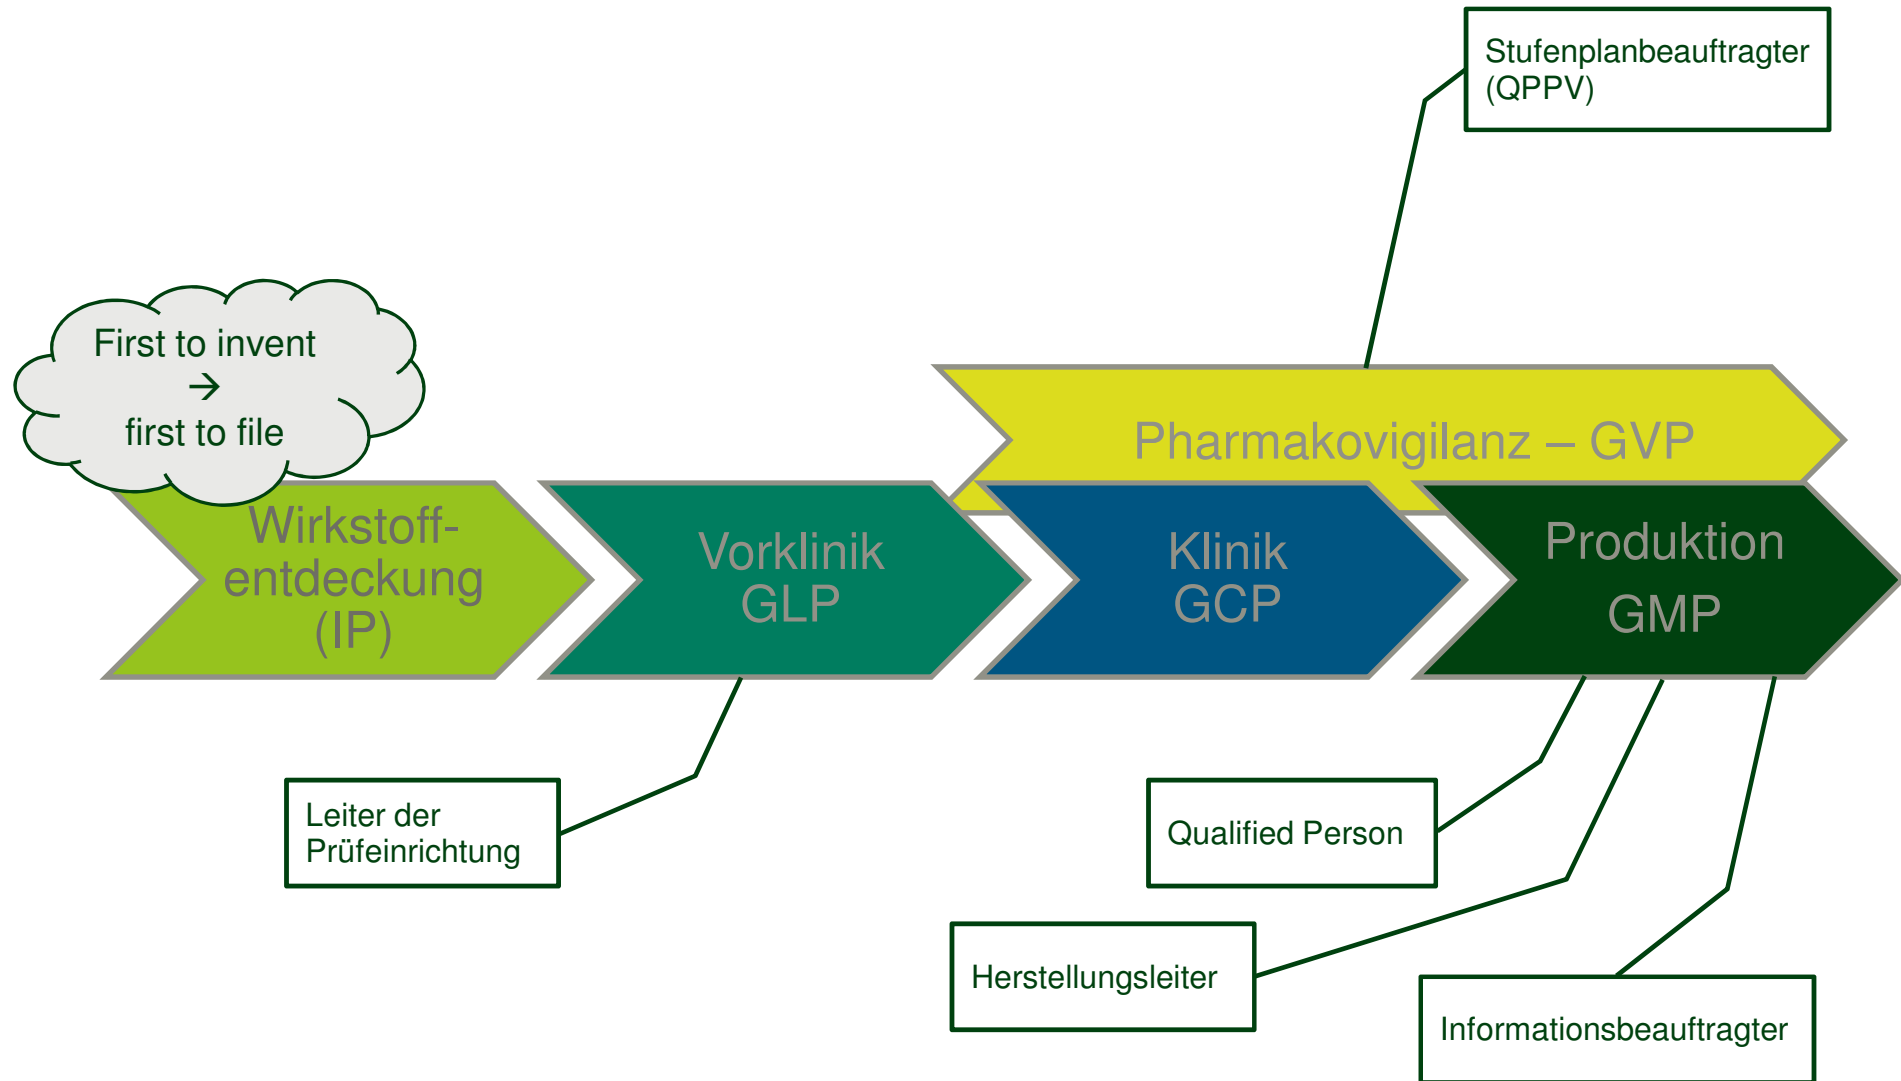 Stufenplanbeauftragter
(QPPV)
First to invent
→
first to file
Pharmakovigilanz – GVP
Wirkstoff-
entdeckung
(IP)
Vorklinik
GLP
Klinik
GCP
Produktion
GMP
Leiter der
Prüfeinrichtung
Qualified Person
Herstellungsleiter
Informationsbeauftragter